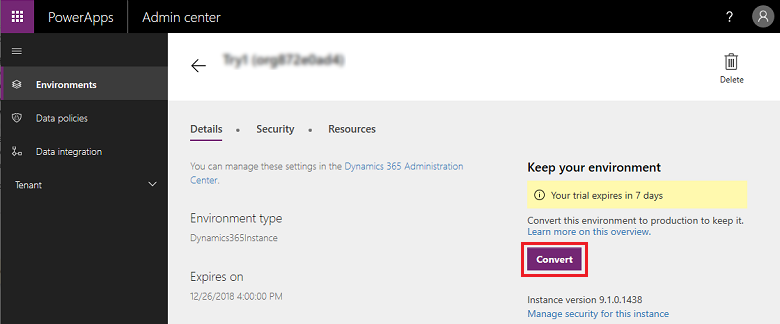 PowerApps
Admin center
?
Environments
Data policies
Data integration
Tenant
Try1 (org872e0ad4)
Delete
Details • Security • Resources
You can manage these settings in the Dynamics 365 Administration
Center.
Environment type
Dynamics365Instance
Expires on
12/26/2018 4:00:00 PM
Keep your environment
Your trial expires in 7 days
Convert this environment to production to keep it.
Learn more on this overview.
Convert
Instance version 9.1.0.1438
Manage security for this instance